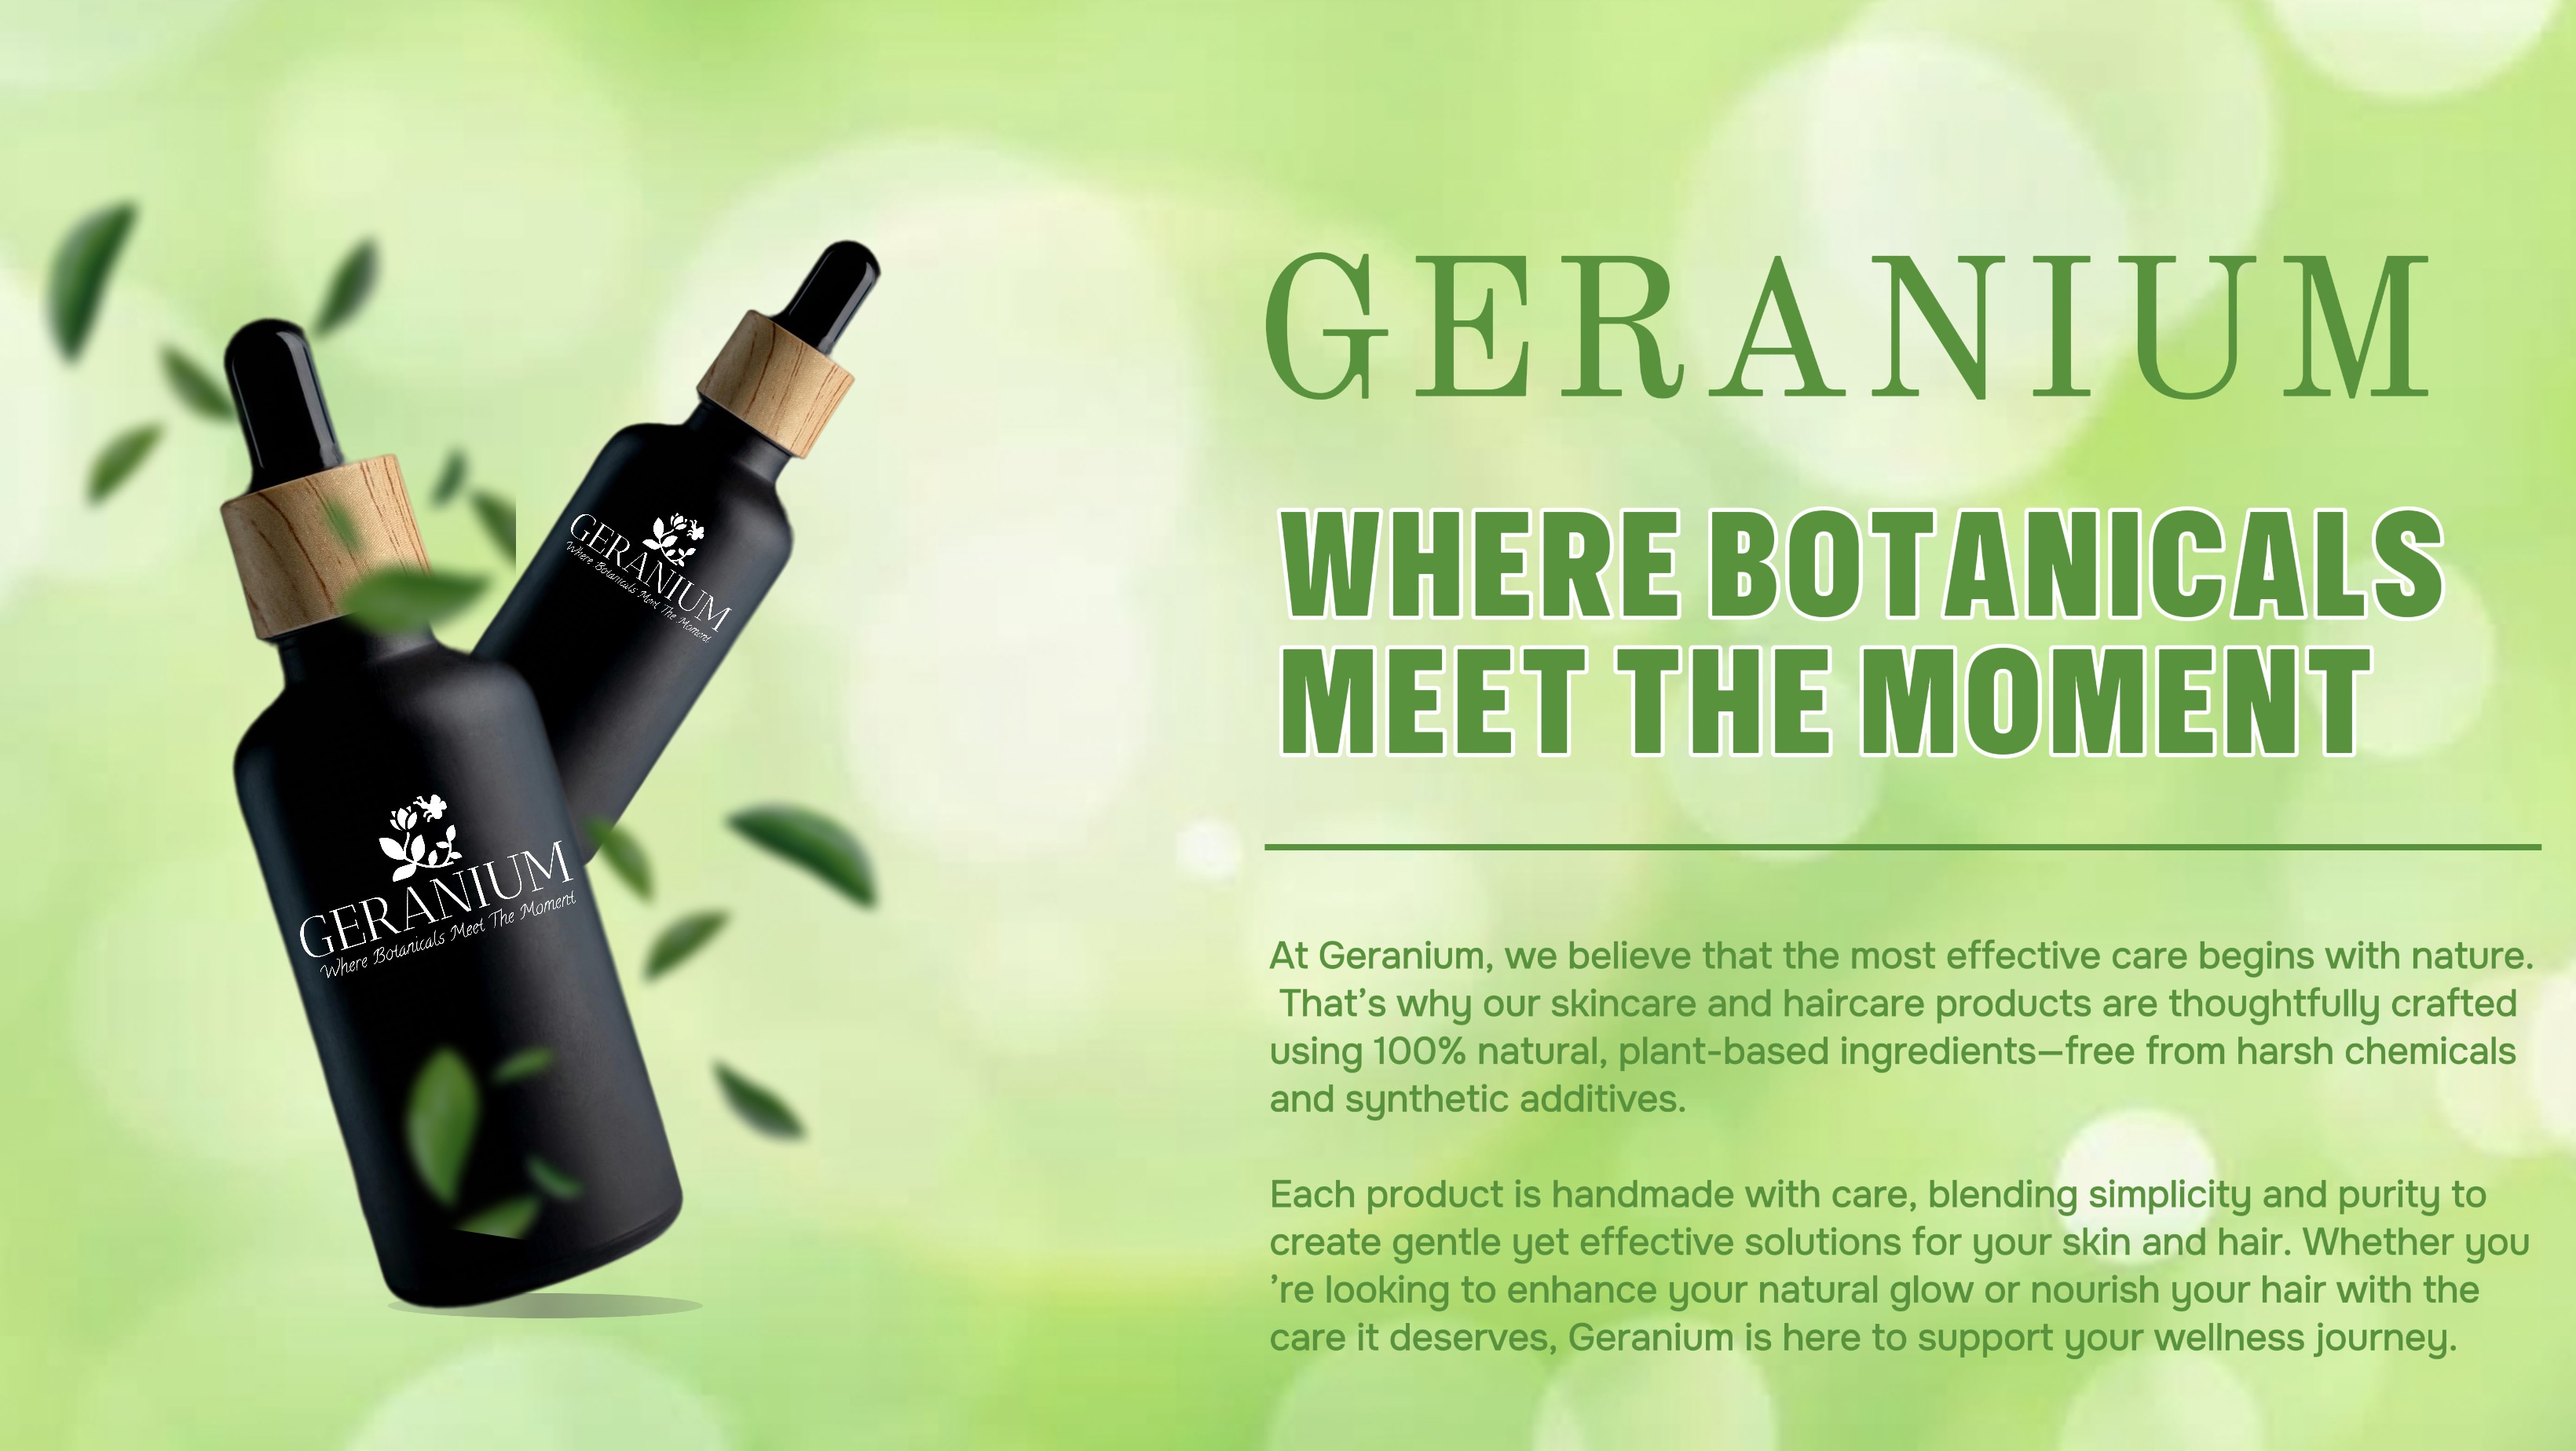 GERANIUM
Where Botanicals Meet The Moment
GERANIUM
Where Botanicals Meet The Moment
GERANIUM
WHERE BOTANICALS
MEET THE MOMENT
At Geranium, we believe that the most effective care begins with nature.
That’s why our skincare and haircare products are thoughtfully crafted
using 100% natural, plant-based ingredients—free from harsh chemicals
and synthetic additives.
Each product is handmade with care, blending simplicity and purity to
create gentle yet effective solutions for your skin and hair. Whether you
’re looking to enhance your natural glow or nourish your hair with the
care it deserves, Geranium is here to support your wellness journey.